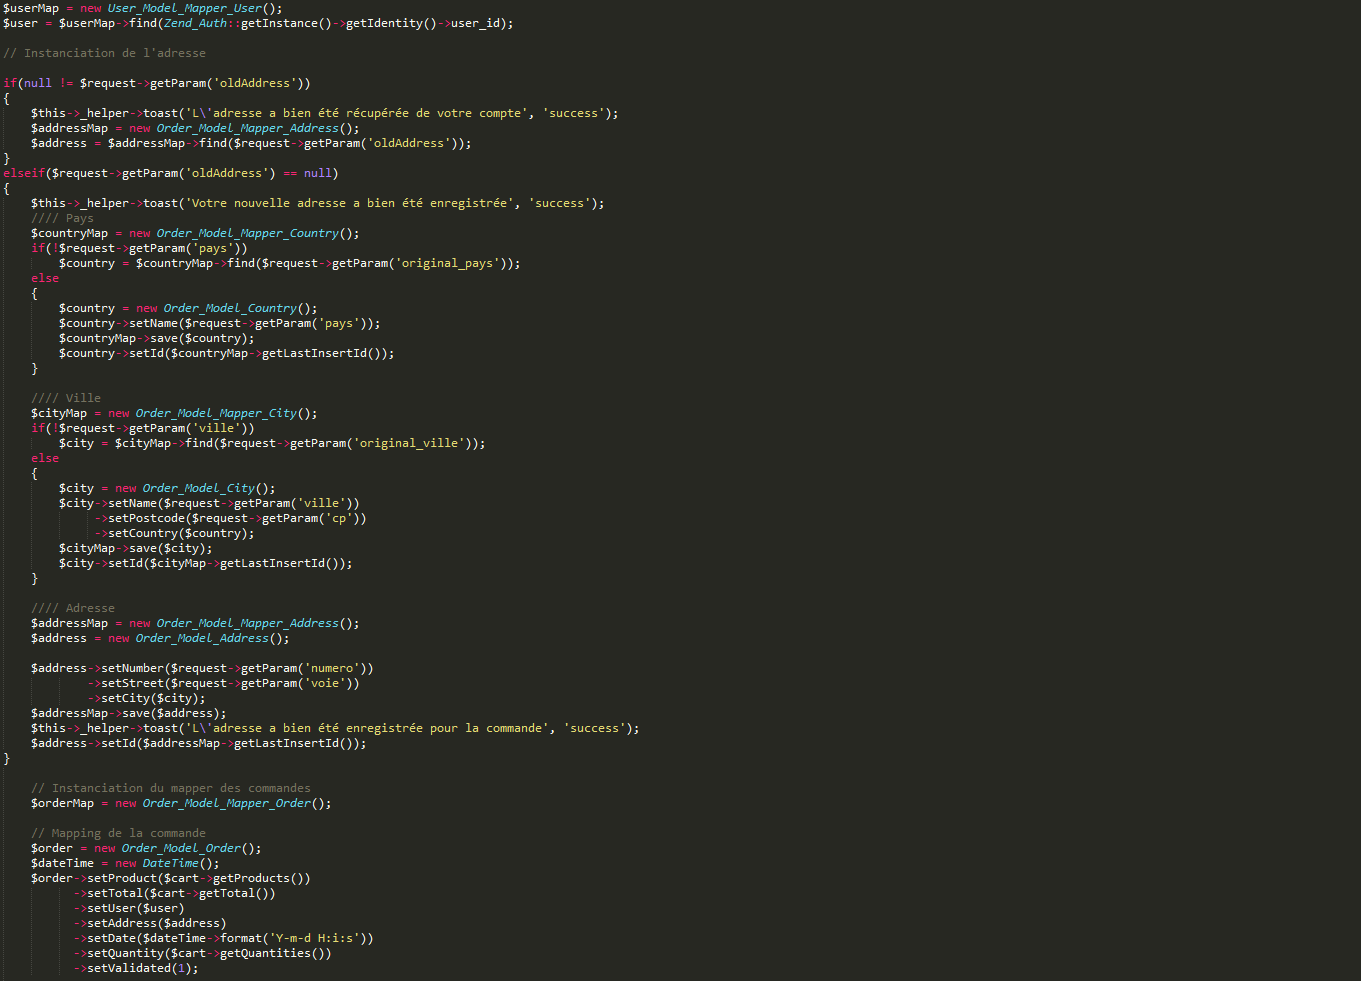 $userMap = new User_Model_Mapper_User();
$user = $userMap->find(Zend_Auth::getInstance()->getIdentity()->user_id);
// Instanciation de l'adresse
if(null != $request->getParam('oldAddress'))
{
$this->_helper->toast('L\'adresse a bien été récupérée de votre compte', 'success');
$addressMap = new Order_Model_Mapper_Address();
$address = $addressMap->find($request->getParam('oldAddress'));
}
elseif($request->getParam('oldAddress') == null)
{
$this->_helper->toast('Votre nouvelle adresse a bien été enregistrée', 'success');
//// Pays
$countryMap = new Order_Model_Mapper_Country();
if(!$request->getParam('pays'))
$country = $countryMap->find($request->getParam('original_pays'));
else
{
$country = new Order_Model_Country();
$country->setName($request->getParam('pays'));
$countryMap->save($country);
$country->setId($countryMap->getLastInsertId());
}
//// Ville
$cityMap = new Order_Model_Mapper_City();
if(!$request->getParam('ville'))
$city = $cityMap->find($request->getParam('original_ville'));
else
{
$city = new Order_Model_City();
$city->setName($request->getParam('ville'))
->setPostcode($request->getParam('cp'))
->setCountry($country);
$cityMap->save($city);
$city->setId($cityMap->getLastInsertId());
}
//// Adresse
$addressMap = new Order_Model_Mapper_Address();
$address = new Order_Model_Address();
$address->setNumber($request->getParam('numero'))
->setStreet($request->getParam('voie'))
->setCity($city);
$addressMap->save($address);
$this->_helper->toast('L\'adresse a bien été enregistrée pour la commande', 'success');
$address->setId($addressMap->getLastInsertId());
}
// Instanciation du mapper des commandes
$orderMap = new Order_Model_Mapper_Order();
// Mapping de la commande
$order = new Order_Model_Order();
$dateTime = new DateTime();
$order->setProduct($cart->getProducts())
->setTotal($cart->getTotal())
->setUser($user)
->setAddress($address)
->setDate($dateTime->format('Y-m-d H:i:s'))
->setQuantity($cart->getQuantities())
->setValidated(1);